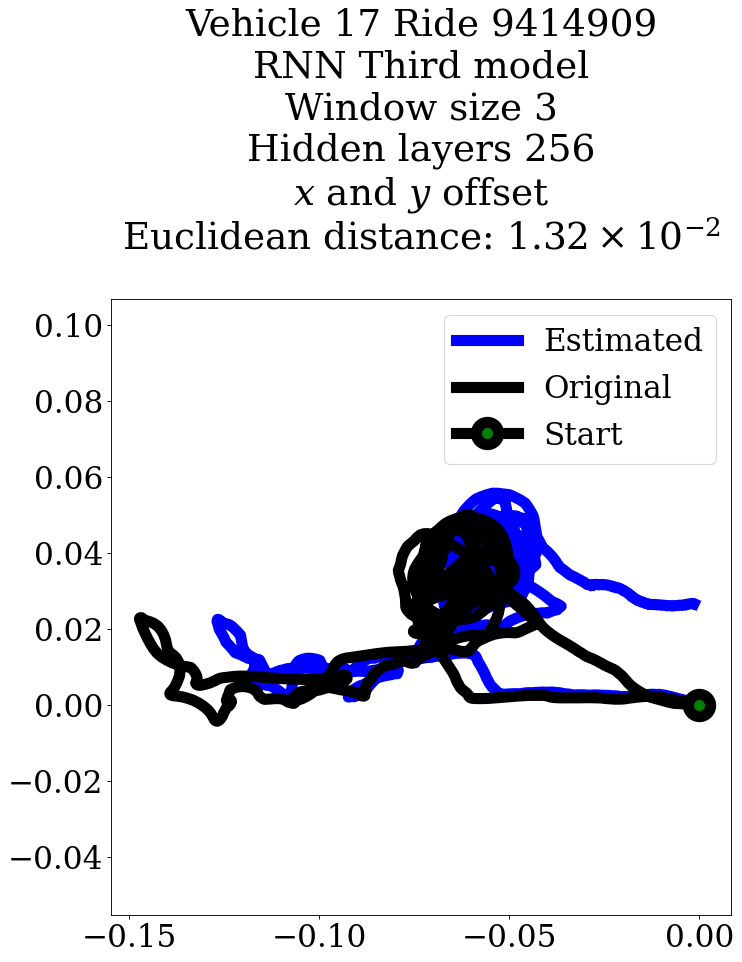 Vehicle 17 Ride 9414909
RNN Third model
Window size 3
Hidden layers 256
x and y offset
Euclidean distance: 1.32 × 10⁻²
Estimated
Original
Start
0.10
0.08
0.06
0.04
0.02
0.00
−0.02
−0.04
−0.15 −0.10 −0.05 0.00